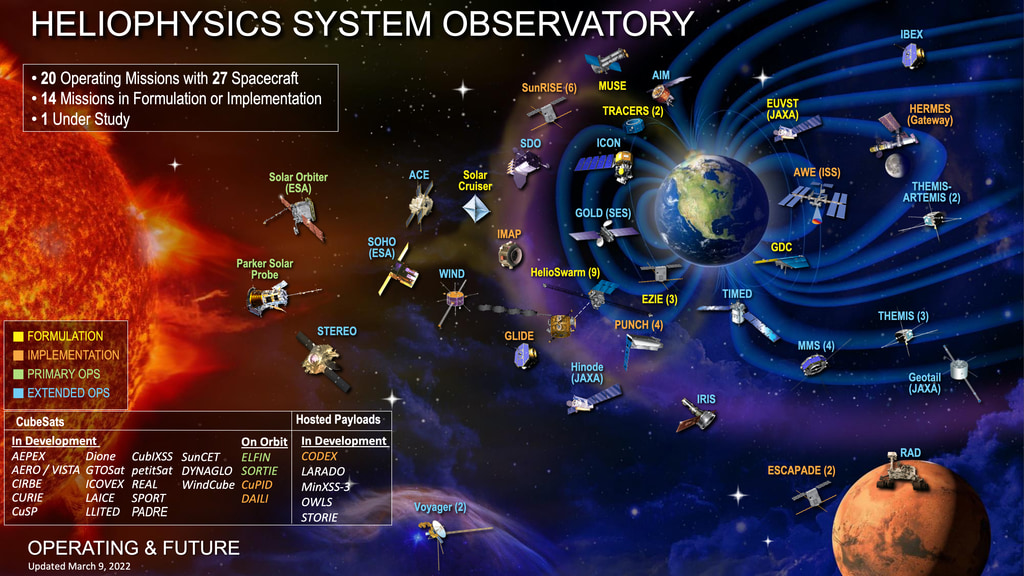 HELIOPHYSICS SYSTEM OBSERVATORY
• 20 Operating Missions with 27 Spacecraft
• 14 Missions in Formulation or Implementation
• 1 Under Study
IBEX
MUSE
AIM
SunRISE (6)
TRACERS (2)
EUVST
(JAXA)
HERMES
(Gateway)
SDO
ICON
Solar Orbiter
(ESA)
ACE
Solar
Cruiser
AWE (ISS)
THEMIS-
ARTEMIS (2)
GOLD (SES)
SOHO
(ESA)
IMAP
GDC
Parker Solar
Probe
WIND
HelioSwarm (9)
EZIE (3)
TIMED
STEREO
GLIDE
PUNCH (4)
THEMIS (3)
MMS (4)
Hinode
(JAXA)
Geotail
(JAXA)
IRIS
FORMULATION
IMPLEMENTATION
PRIMARY OPS
EXTENDED OPS
CubeSats
In Development
AEPEX
AERO / VISTA
CIRBE
CURIE
CuSP
Dione
GTOSat
ICOVEX
LAICE
LLITED
CubIXSS
petitSat
REAL
SPORT
PADRE
SunCET
DYNAGLO
WindCube
On Orbit
ELFIN
SORTIE
CuPID
DAILI
Hosted Payloads
In Development
CODEX
LARADO
MinXSS-3
OWLS
STORIE
RAD
ESCAPADE (2)
Voyager (2)
OPERATING & FUTURE
Updated March 9, 2022